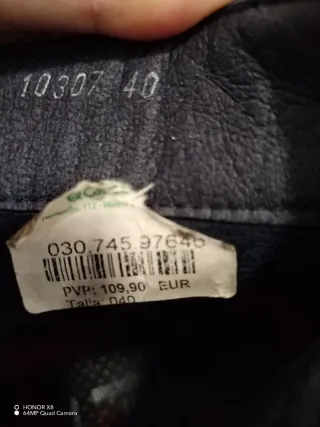 10307 40
030.745.97646
PVP: 109,90 EUR
Talla: 040
HONOR X8
64MP Quad Camera